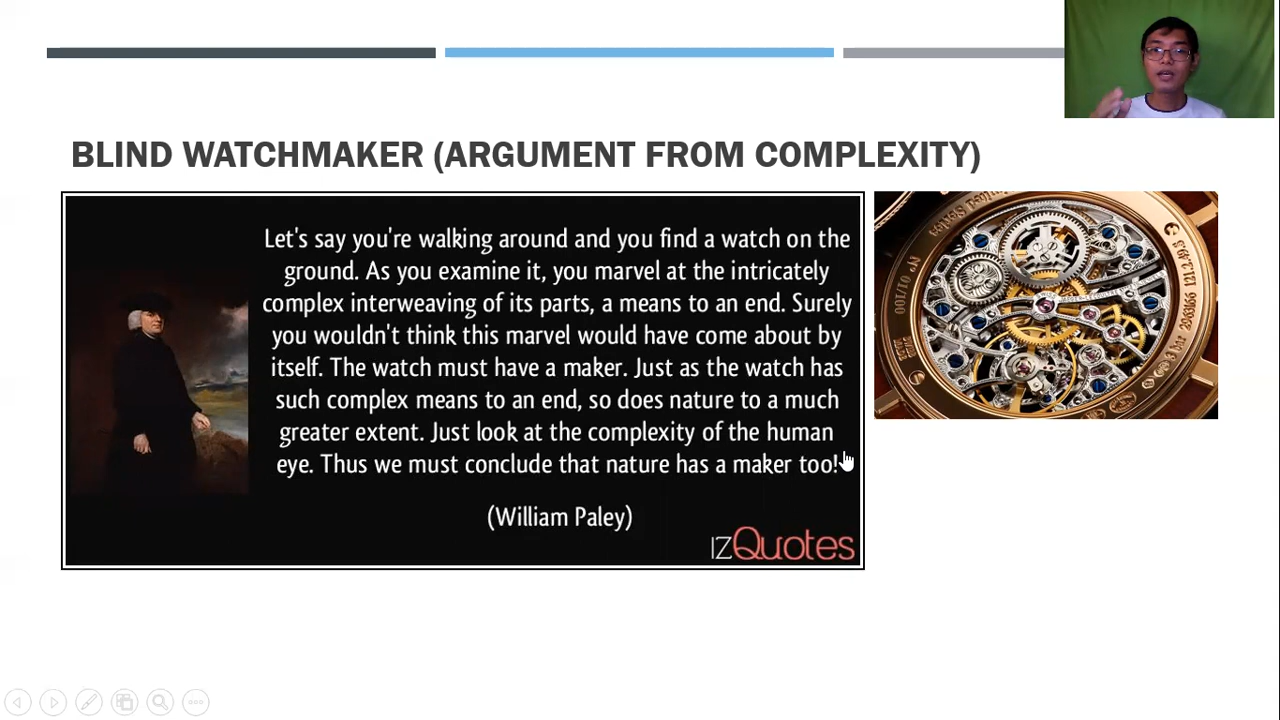 BLIND WATCHMAKER (ARGUMENT FROM COMPLEXITY)
Let's say you're walking around and you find a watch on the
ground. As you examine it, you marvel at the intricately
complex interweaving of its parts, a means to an end. Surely
you wouldn't think this marvel would have come about by
itself. The watch must have a maker. Just as the watch has
such complex means to an end, so does nature to a much
greater extent. Just look at the complexity of the human
eye. Thus we must conclude that nature has a maker too!
(William Paley)
IZQuotes
Limited Series
N° 01/100